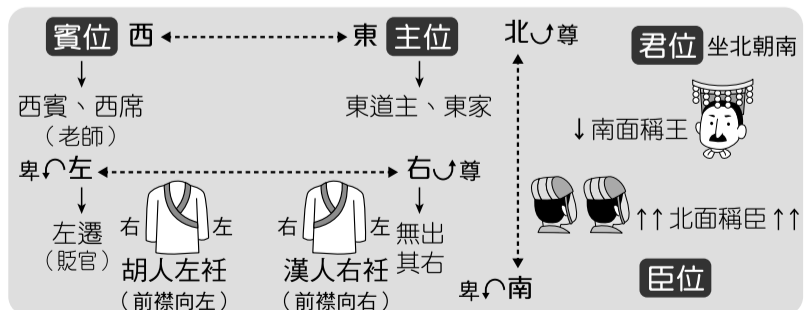 賓位 西 東 主位
西賓、西席
（老師）
東道主、東家
卑 左 右 尊
左遷
（貶官）
右 左
胡人左衽
（前襟向左）
右 左
漢人右衽
（前襟向右）
無出
其右
北 尊
卑 南
君位 坐北朝南
↓南面稱王
↑↑北面稱臣↑↑
臣位